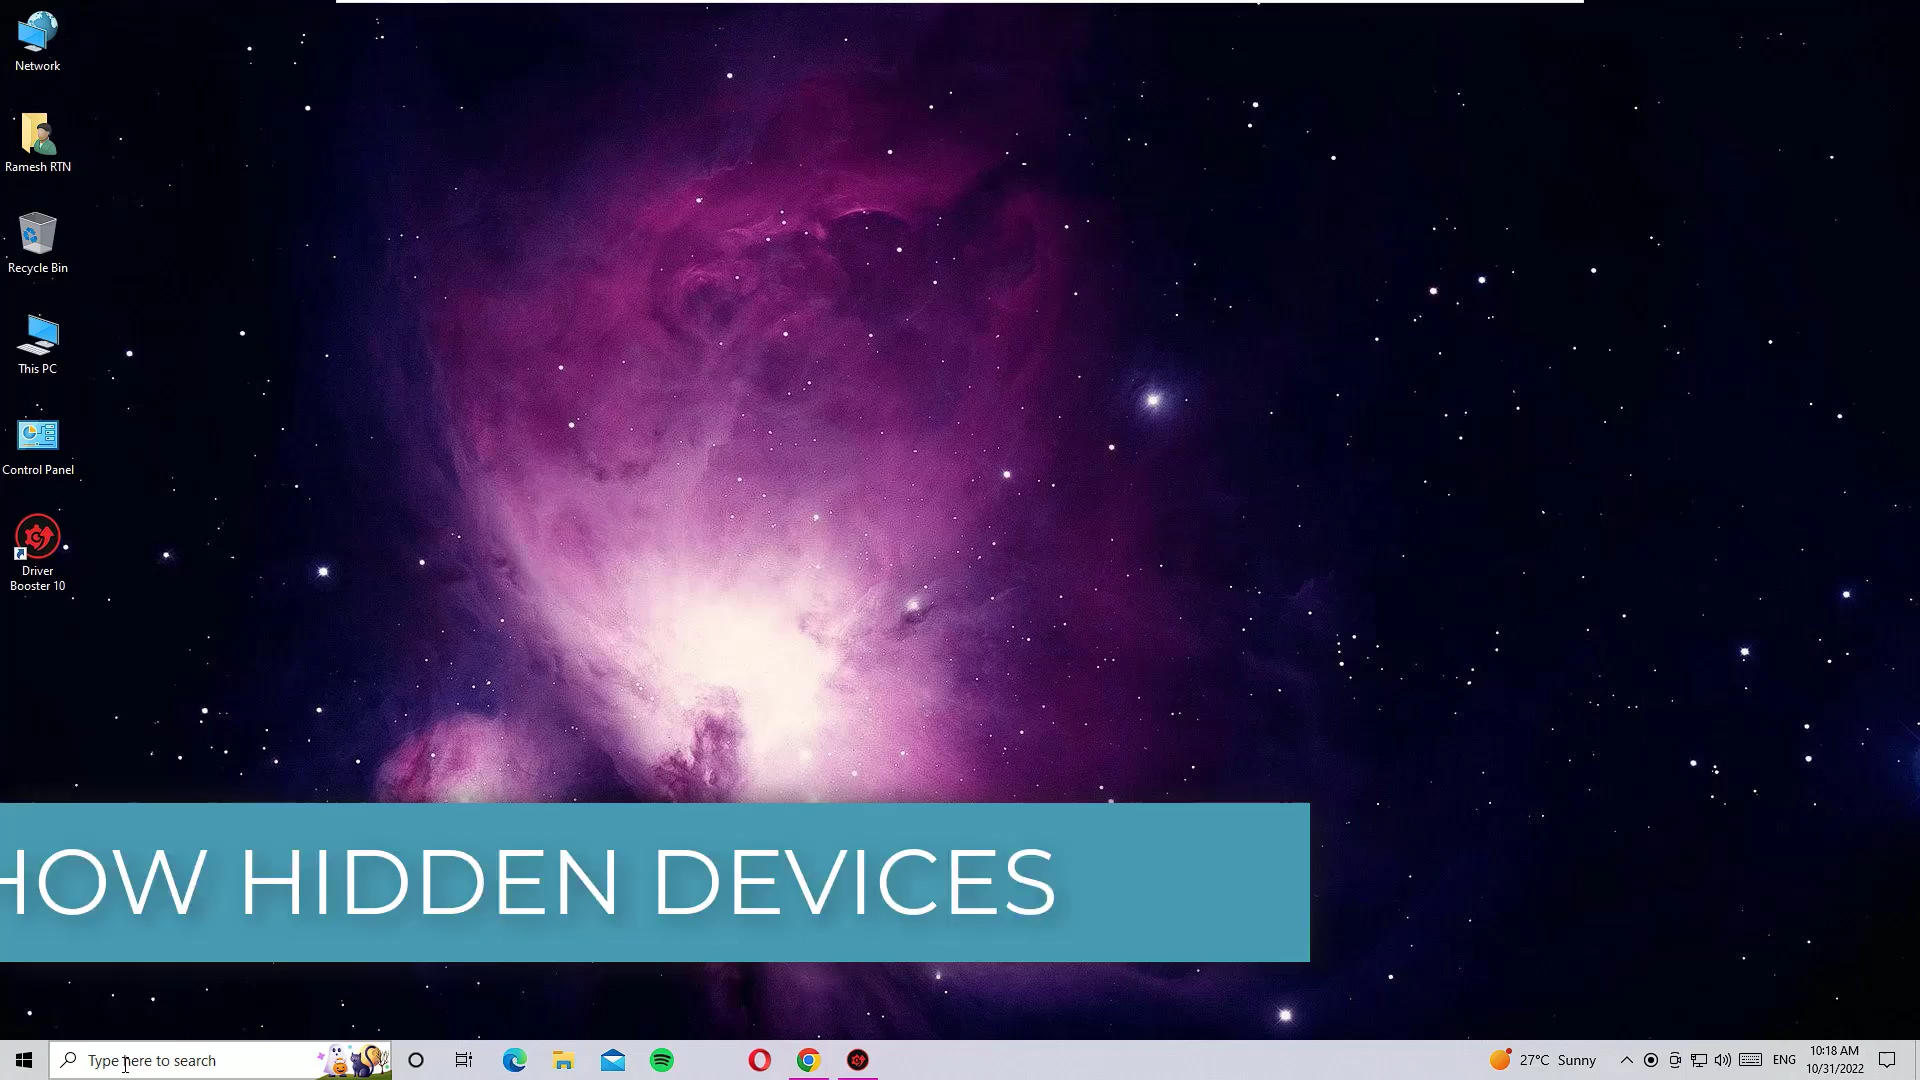 Network
Ramesh RTN
Recycle Bin
This PC
Control Panel
Driver
Booster 10
HOW HIDDEN DEVICES
Type here to search
27°C Sunny
ENG
10:18 AM
10/31/2022